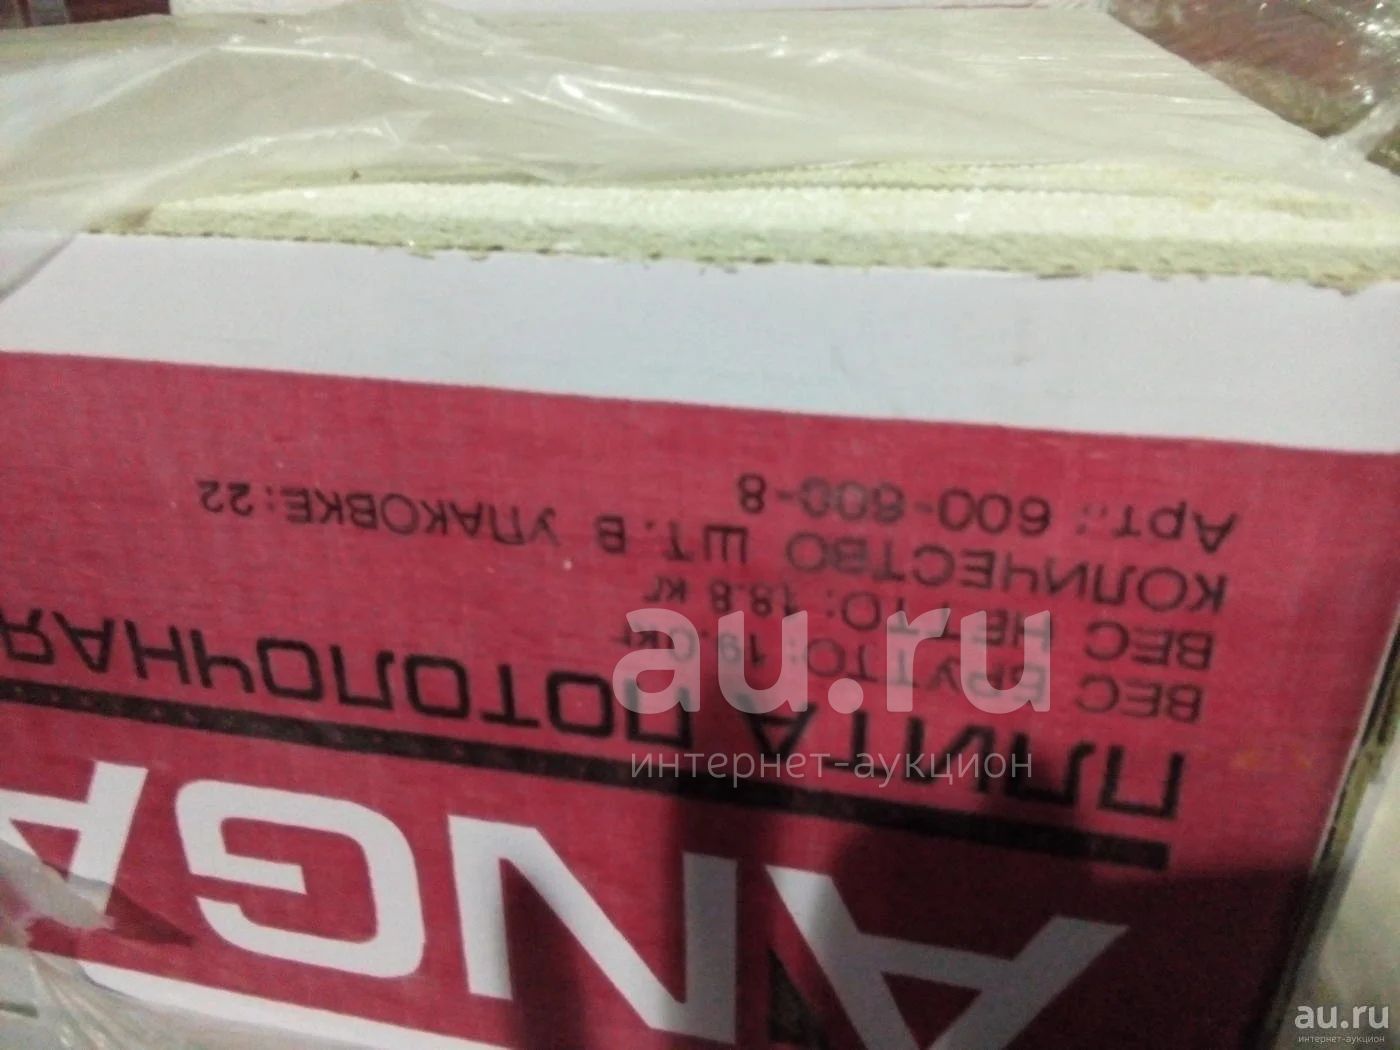 ANGA
ПЛИТА ПОТОЛОЧНАЯ
ВЕС БРУТТО: 19.0кг
ВЕС НЕТТО: 18.8 кг
КОЛИЧЕСТВО ШТ. В УПАКОВКЕ: 22
Арт.: 600-600-8
au.ru
интернет-аукцион
au.ru
интернет-аукцион